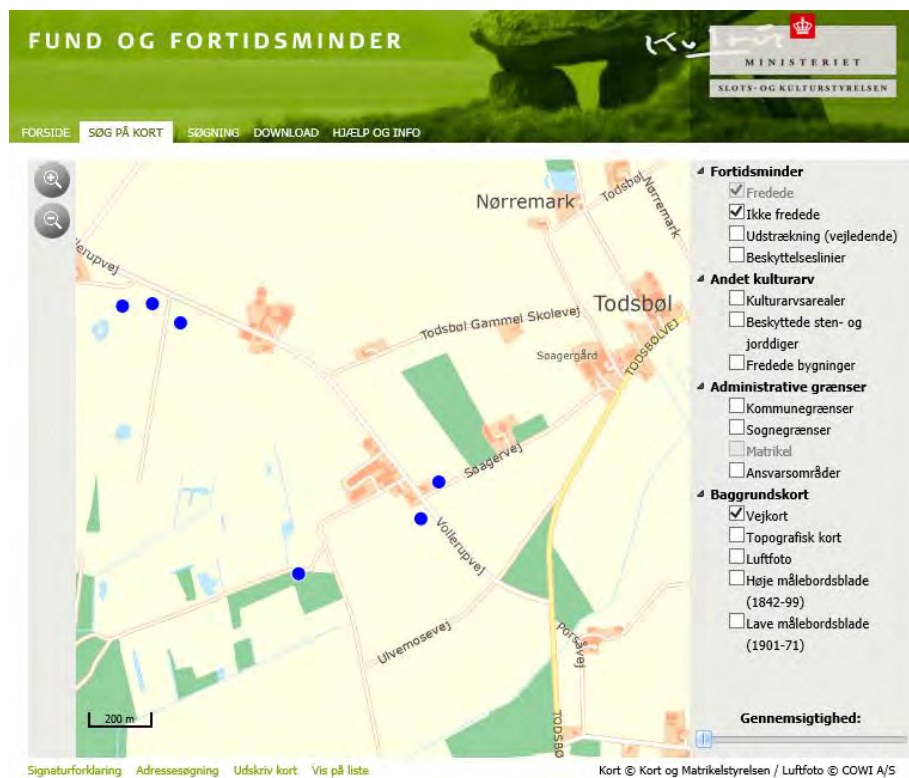 FUND OG FORTIDSMINDER
Kultur
MINISTERIET
SLOTS- OG KULTURSTYRELSEN
FORSIDE SØG PÅ KORT SØGNING DOWNLOAD HJÆLP OG INFO
Nørremark
Todsbøl
Nørremark
ollerupvej
Todsbøl
Todsbøl Gammel Skolevej
Søagergård
TODSBØLVEJ
Søagervej
Vollerupvej
Ulvemosevej
Porsåvej
TODSBØ
200 m
Fortidsminder
Fredede
Ikke fredede
Udstrækning (vejledende)
Beskyttelseslinier
Andet kulturarv
Kulturarvsarealer
Beskyttede sten- og
jorddiger
Fredede bygninger
Administrative grænser
Kommunegrænser
Sognegrænser
Matrikel
Ansvarsområder
Baggrundskort
Vejkort
Topografisk kort
Luftfoto
Høje målebordsblade
(1842-99)
Lave målebordsblade
(1901-71)
Gennemsigtighed:
Signaturforklaring Adressesøgning Udskriv kort Vis på liste
Kort © Kort og Matrikelstyrelsen / Luftfoto © COWI A/S